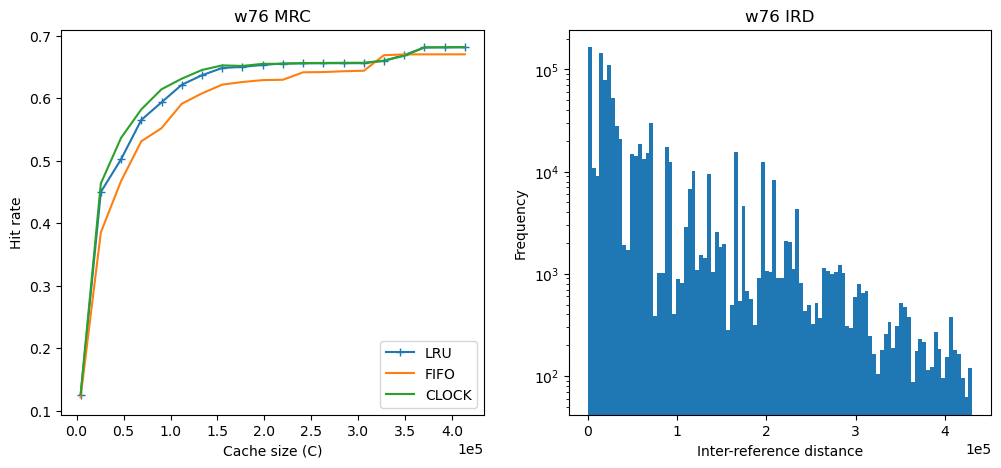 w76 MRC
Hit rate
0.7
0.6
0.5
0.4
0.3
0.2
0.1
0.0 0.5 1.0 1.5 2.0 2.5 3.0 3.5 4.0
1e5
Cache size (C)
LRU
FIFO
CLOCK
w76 IRD
Frequency
10^5
10^4
10^3
10^2
0 1 2 3 4
1e5
Inter-reference distance